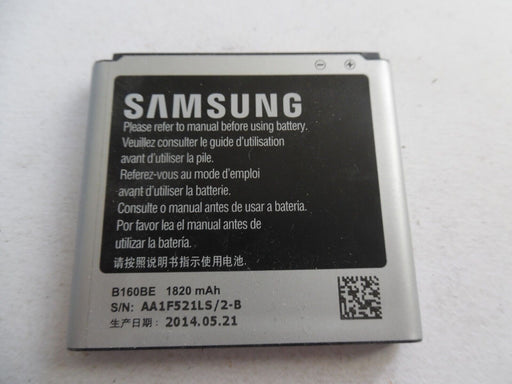 SAMSUNG
Please refer to manual before using battery.
Veuillez consulter le guide d'utilisation
avant d'utiliser la pile.
Referez-vous au mode d'emploi
avant d'utiliser la batterie.
Consulte o manual antes de usar a bateria.
Por favor lea el manual antes de
utilizar la batería.
请按照说明书指示使用电池.
B160BE 1820 mAh
S/N: AA1F521LS/2-B
生产日期: 2014.05.21